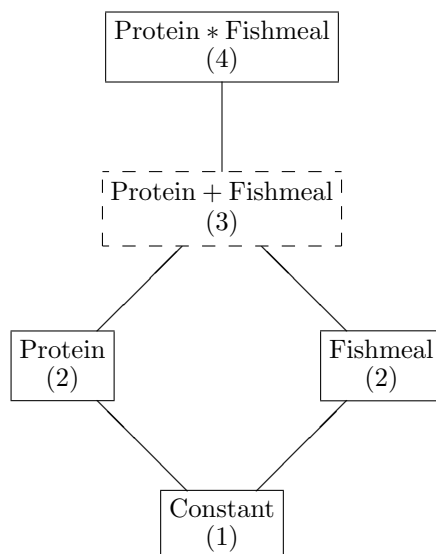 Protein ∗ Fishmeal
(4)
Protein + Fishmeal
(3)
Protein
(2)
Fishmeal
(2)
Constant
(1)